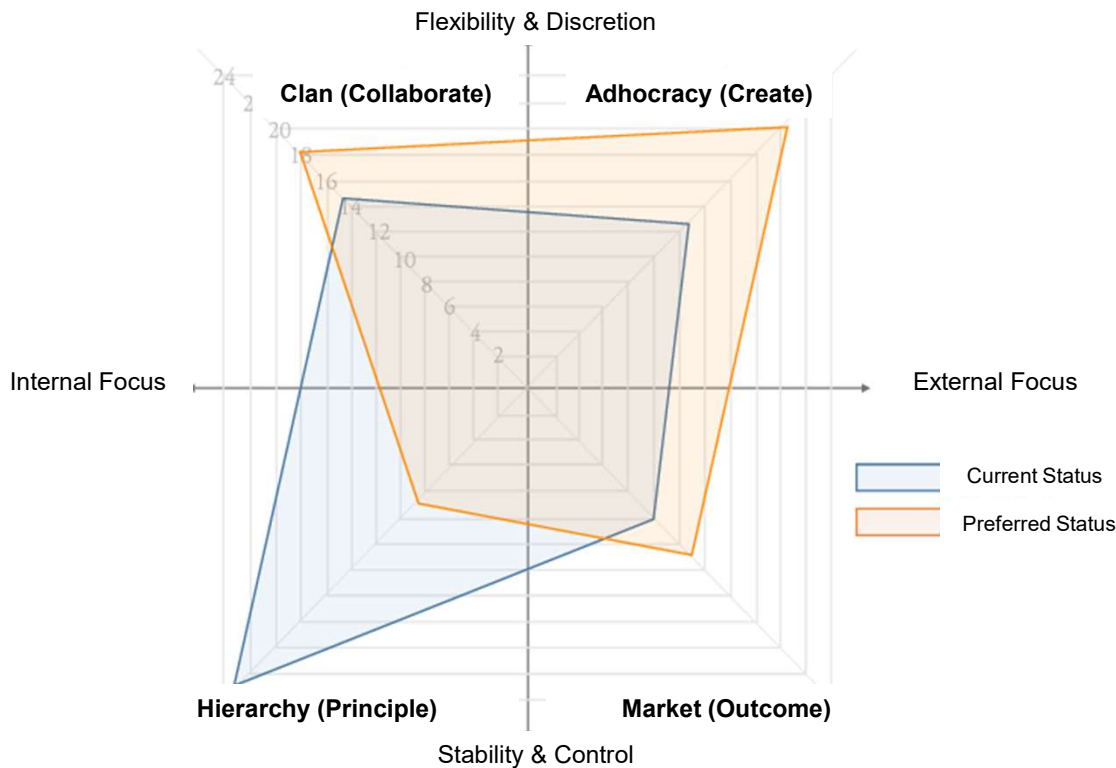 Flexibility & Discretion
24
Clan (Collaborate)
Adhocracy (Create)
2
20
18
16
14
12
10
8
6
4
2
Internal Focus
External Focus
Current Status
Preferred Status
Hierarchy (Principle)
Market (Outcome)
Stability & Control